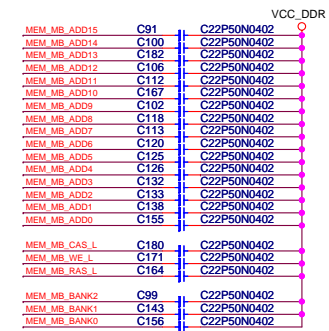 VCC_DDR
MEM_MB_ADD15 C91 C22P50N0402
MEM_MB_ADD14 C100 C22P50N0402
MEM_MB_ADD13 C182 C22P50N0402
MEM_MB_ADD12 C106 C22P50N0402
MEM_MB_ADD11 C112 C22P50N0402
MEM_MB_ADD10 C167 C22P50N0402
MEM_MB_ADD9 C102 C22P50N0402
MEM_MB_ADD8 C118 C22P50N0402
MEM_MB_ADD7 C113 C22P50N0402
MEM_MB_ADD6 C120 C22P50N0402
MEM_MB_ADD5 C125 C22P50N0402
MEM_MB_ADD4 C126 C22P50N0402
MEM_MB_ADD3 C132 C22P50N0402
MEM_MB_ADD2 C133 C22P50N0402
MEM_MB_ADD1 C138 C22P50N0402
MEM_MB_ADD0 C155 C22P50N0402
MEM_MB_CAS_L C180 C22P50N0402
MEM_MB_WE_L C171 C22P50N0402
MEM_MB_RAS_L C164 C22P50N0402
MEM_MB_BANK2 C99 C22P50N0402
MEM_MB_BANK1 C143 C22P50N0402
MEM_MB_BANK0 C156 C22P50N0402